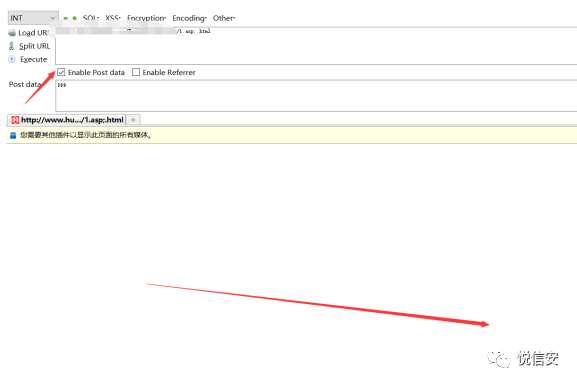 INT SQL- XSS- Encryption- Encoding- Other-
Load URL /1.asp;.html
Split URL
Execute
Enable Post data Enable Referrer
Post data PPP
http://www.hu.../1.asp;.html
您需要其他插件以显示此页面的所有媒体。
悦信安